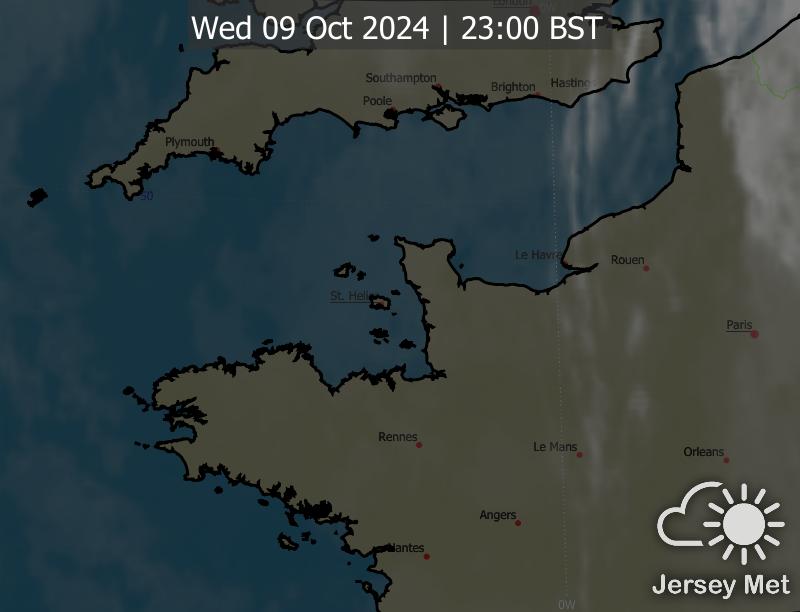 London
Wed 09 Oct 2024 | 23:00 BST
Southampton
Brighton
Hastings
Poole
Plymouth
50
Le Havre
Rouen
St. Helier
Paris
Rennes
Le Mans
Orleans
Angers
Nantes
Jersey Met
0W